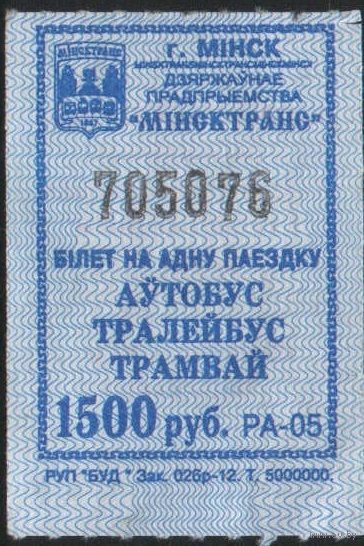 МІНСКТРАНС
г. МІНСК
ДЗЯРЖАЎНАЕ
ПРАДПРЫЕМСТВА
"МІНСКТРАНС"
705076
БІЛЕТ НА АДНУ ПАЕЗДКУ
АЎТОБУС
ТРАЛЕЙБУС
ТРАМВАЙ
1500 руб. РА-05
РУП "БУД" Зак. 026р-12. Т. 5000000.